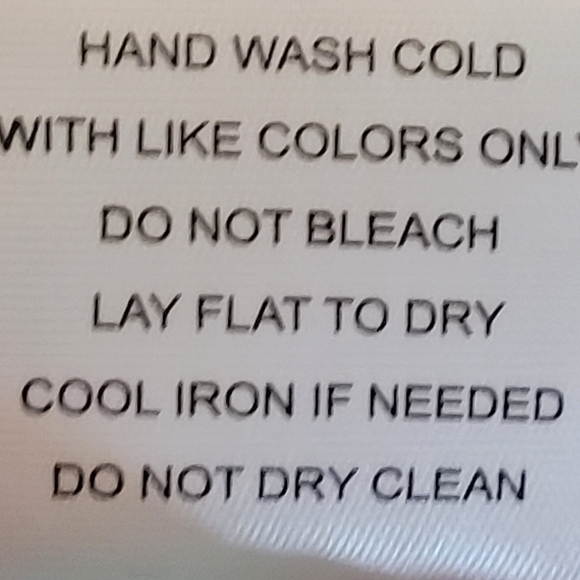 HAND WASH COLD
WITH LIKE COLORS ONLY
DO NOT BLEACH
LAY FLAT TO DRY
COOL IRON IF NEEDED
DO NOT DRY CLEAN